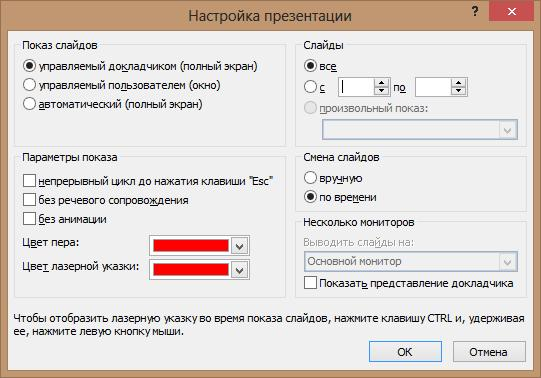 Настройка презентации
Показ слайдов
управляемый докладчиком (полный экран)
управляемый пользователем (окно)
автоматический (полный экран)
Слайды
все
с по
произвольный показ:
Параметры показа
непрерывный цикл до нажатия клавиши "Esc"
без речевого сопровождения
без анимации
Цвет пера:
Цвет лазерной указки:
Смена слайдов
вручную
по времени
Несколько мониторов
Выводить слайды на:
Основной монитор
Показать представление докладчика
Чтобы отобразить лазерную указку во время показа слайдов, нажмите клавишу CTRL и, удерживая
ее, нажмите левую кнопку мыши.
OK Отмена